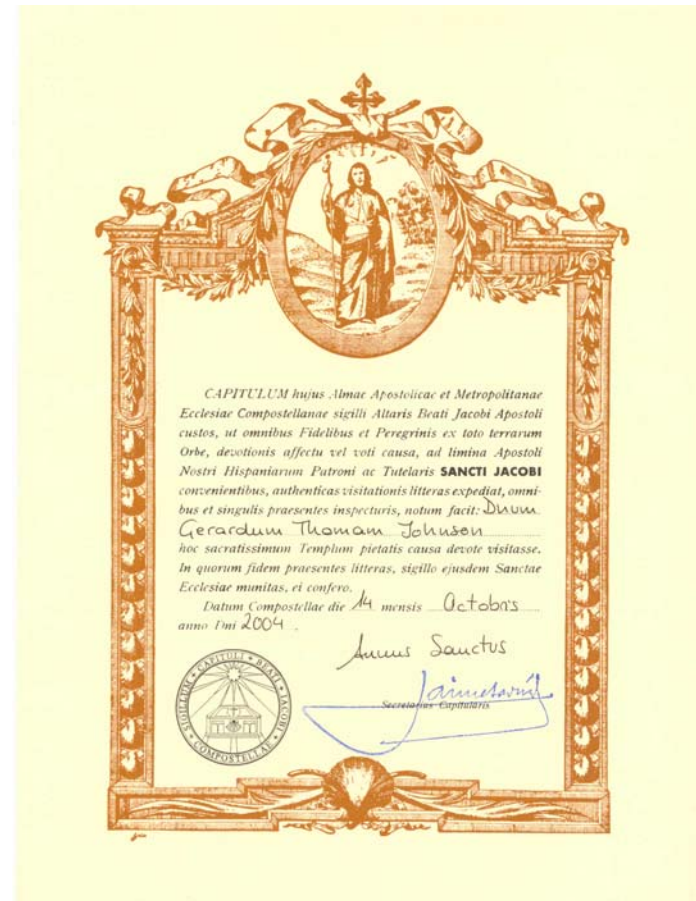 CAPITULUM hujus Almae Apostolicae et Metropolitanae
Ecclesiae Compostellanae sigilli Altaris Beati Jacobi Apostoli
custos, ut omnibus Fidelibus et Peregrinis ex toto terrarum
Orbe, devotionis affectu vel voti causa, ad limina Apostoli
Nostri Hispaniarum Patroni ac Tutelaris SANCTI JACOBI
convenientibus, authenticas visitationis litteras expediat, omni-
bus et singulis praesentes inspecturis, notum facit: Dnum
Gerardum Thomam Johnson
hoc sacratissimum Templum pietatis causa devote visitasse.
In quorum fidem praesentes litteras, sigillo ejusdem Sanctae
Ecclesiae munitas, ei confero.
Datum Compostellae die 14 mensis Octobris
anno Dni 2004.
Annus Sanctus
Secretarius Capitularis
SIGILLUM * CAPITULI * BEATI * JACOBI * COMPOSTELLAE *